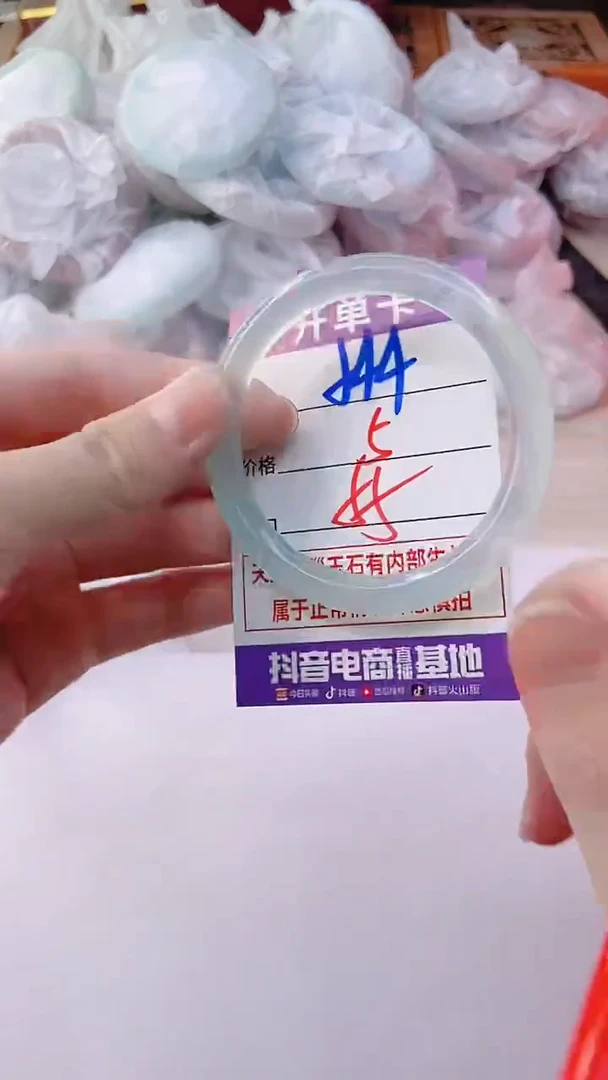 开单卡
144
5
价格
玉石有内部生
属于正常
抖音电商直播基地
今日头条 抖音 西瓜视频 抖音火山版